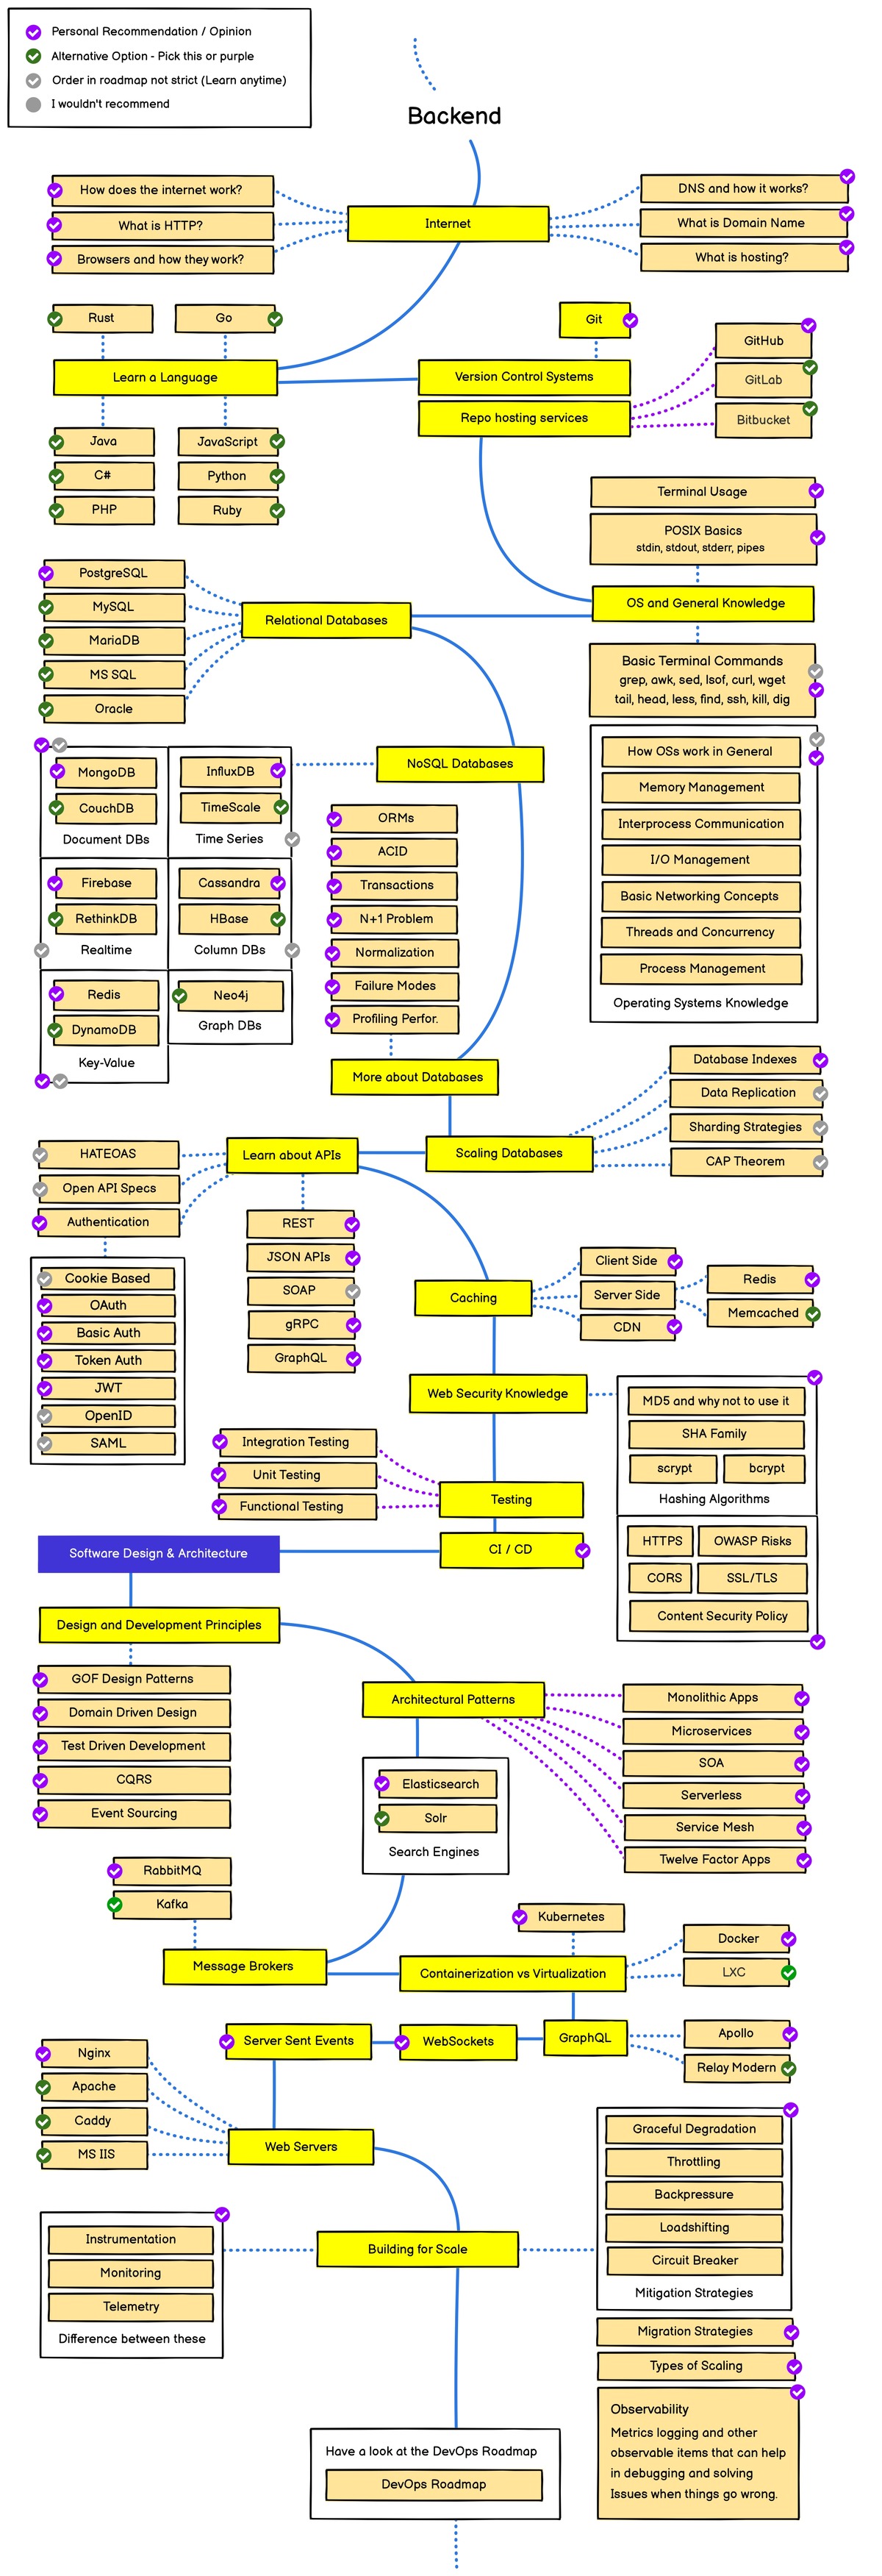 Personal Recommendation / Opinion
Alternative Option - Pick this or purple
Order in roadmap not strict (Learn anytime)
I wouldn't recommend
Backend
How does the internet work?
What is HTTP?
Browsers and how they work?
Internet
DNS and how it works?
What is Domain Name
What is hosting?
Rust
Go
Learn a Language
Java
C#
PHP
JavaScript
Python
Ruby
Git
Version Control Systems
Repo hosting services
GitHub
GitLab
Bitbucket
Terminal Usage
POSIX Basics
stdin, stdout, stderr, pipes
OS and General Knowledge
Basic Terminal Commands
grep, awk, sed, lsof, curl, wget
tail, head, less, find, ssh, kill, dig
How OSs work in General
Memory Management
Interprocess Communication
I/O Management
Basic Networking Concepts
Threads and Concurrency
Process Management
Operating Systems Knowledge
PostgreSQL
MySQL
MariaDB
MS SQL
Oracle
Relational Databases
NoSQL Databases
MongoDB
CouchDB
Document DBs
InfluxDB
TimeScale
Time Series
Firebase
RethinkDB
Realtime
Cassandra
HBase
Column DBs
Redis
DynamoDB
Key-Value
Neo4j
Graph DBs
ORMs
ACID
Transactions
N+1 Problem
Normalization
Failure Modes
Profiling Perfor.
More about Databases
Database Indexes
Data Replication
Sharding Strategies
CAP Theorem
Scaling Databases
Learn about APIs
HATEOAS
Open API Specs
Authentication
Cookie Based
OAuth
Basic Auth
Token Auth
JWT
OpenID
SAML
REST
JSON APIs
SOAP
gRPC
GraphQL
Caching
Client Side
Server Side
CDN
Redis
Memcached
Web Security Knowledge
MD5 and why not to use it
SHA Family
scrypt
bcrypt
Hashing Algorithms
HTTPS
OWASP Risks
CORS
SSL/TLS
Content Security Policy
Integration Testing
Unit Testing
Functional Testing
Testing
CI / CD
Software Design & Architecture
Design and Development Principles
GOF Design Patterns
Domain Driven Design
Test Driven Development
CQRS
Event Sourcing
Architectural Patterns
Monolithic Apps
Microservices
SOA
Serverless
Service Mesh
Twelve Factor Apps
Elasticsearch
Solr
Search Engines
RabbitMQ
Kafka
Message Brokers
Kubernetes
Containerization vs Virtualization
Docker
LXC
Server Sent Events
WebSockets
GraphQL
Apollo
Relay Modern
Nginx
Apache
Caddy
MS IIS
Web Servers
Graceful Degradation
Throttling
Backpressure
Loadshifting
Circuit Breaker
Mitigation Strategies
Instrumentation
Monitoring
Telemetry
Difference between these
Building for Scale
Migration Strategies
Types of Scaling
Observability
Metrics logging and other
observable items that can help
in debugging and solving
Issues when things go wrong.
Have a look at the DevOps Roadmap
DevOps Roadmap